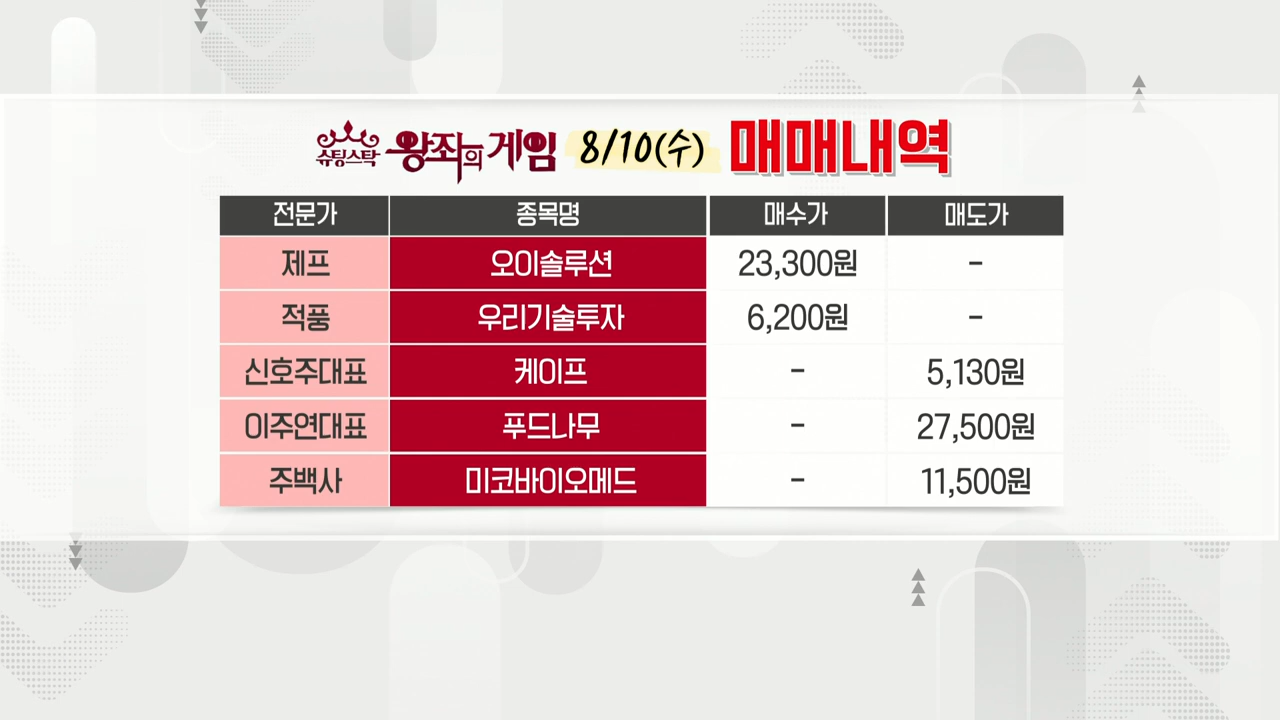 슈팅스탁 왕좌의 게임 8/10(수) 매매내역
전문가 종목명 매수가 매도가
제프 오이솔루션 23,300원 -
적풍 우리기술투자 6,200원 -
신호주대표 케이프 - 5,130원
이주연대표 푸드나무 - 27,500원
주백사 미코바이오메드 - 11,500원